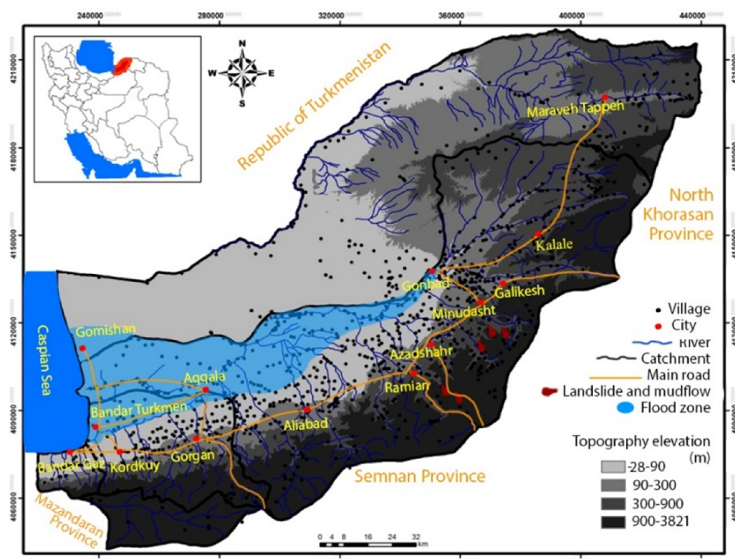 240000 280000 320000 360000 400000 440000
4210000
4180000
4150000
4120000
4090000
4060000
N
W E
S
Republic of Turkmenistan
Maraveh Tappeh
North
Khorasan
Province
Kalale
Gonbad
Galikesh
Minudasht
Caspian Sea
Gomishan
Azadshahr
Ramian
Aqqala
Bandar Turkmen
Aliabad
Bandar Gaz
Kordkuy
Gorgan
Semnan Province
Mazandaran
Province
Village
City
River
Catchment
Main road
Landslide and mudflow
Flood zone
Topography elevation
(m)
-28-90
90-300
300-900
900-3821
0 4 8 16 24 32
km